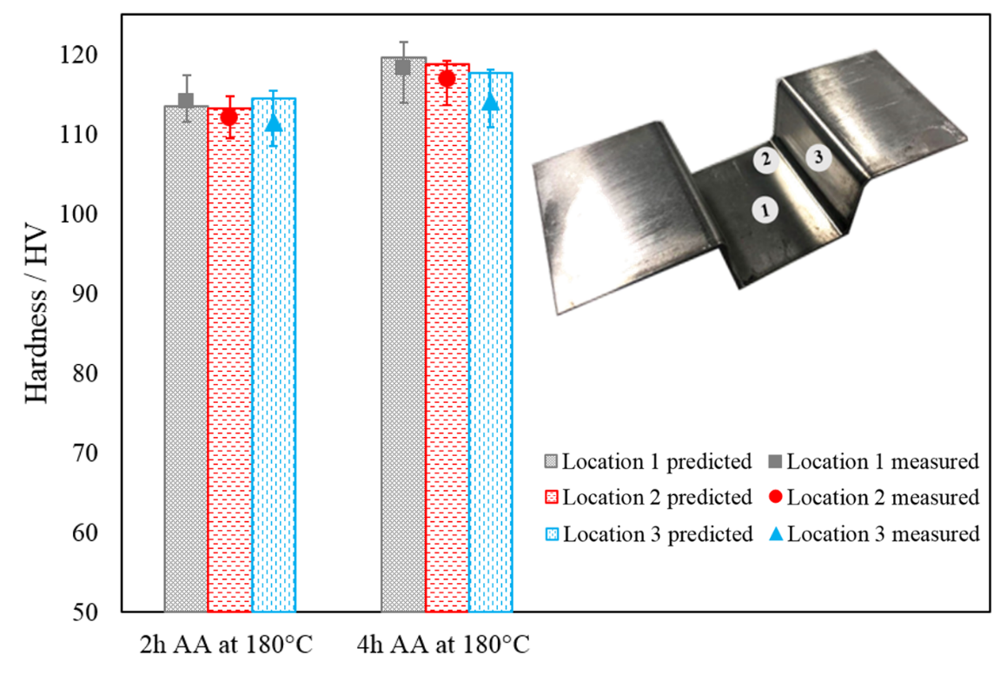 Hardness / HV
120
110
100
90
80
70
60
50
2h AA at 180°C
4h AA at 180°C
2
3
1
Location 1 predicted
Location 1 measured
Location 2 predicted
Location 2 measured
Location 3 predicted
Location 3 measured